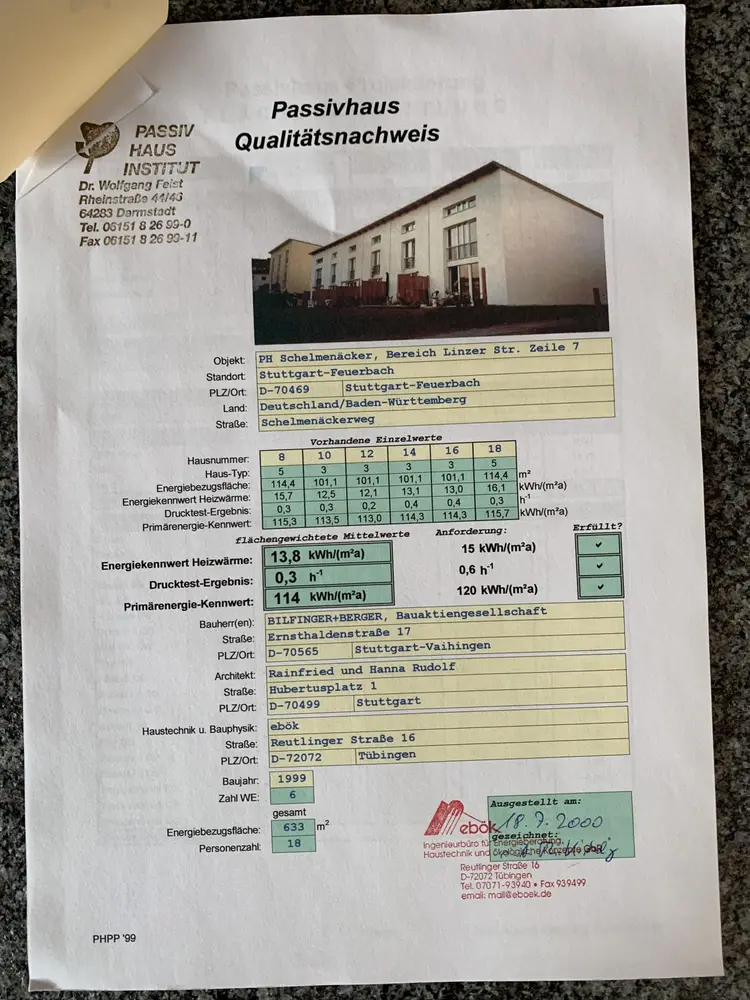 Passivhaus
Qualitätsnachweis
PASSIV
HAUS
INSTITUT
Dr. Wolfgang Feist
Rheinstraße 44/46
64283 Darmstadt
Tel. 06151 8 26 99-0
Fax 06151 8 26 99-11
Objekt: PH Schelmenäcker, Bereich Linzer Str. Zeile 7
Standort: Stuttgart-Feuerbach
PLZ/Ort: D-70469 Stuttgart-Feuerbach
Land: Deutschland/Baden-Württemberg
Straße: Schelmenäckerweg
Vorhandene Einzelwerte
Hausnummer: 8 10 12 14 16 18
Haus-Typ: 5 3 3 3 3 5
Energiebezugsfläche: 114,4 101,1 101,1 101,1 101,1 114,4 m²
Energiekennwert Heizwärme: 15,7 12,5 12,1 13,1 13,0 16,1 kWh/(m²a)
Drucktest-Ergebnis: 0,3 0,3 0,2 0,4 0,4 0,3 h⁻¹
Primärenergie-Kennwert: 115,3 113,5 113,0 114,3 114,3 115,7 kWh/(m²a)
flächengewichtete Mittelwerte Anforderung: Erfüllt?
Energiekennwert Heizwärme: 13,8 kWh/(m²a) 15 kWh/(m²a) ✓
Drucktest-Ergebnis: 0,3 h⁻¹ 0,6 h⁻¹ ✓
Primärenergie-Kennwert: 114 kWh/(m²a) 120 kWh/(m²a) ✓
Bauherr(en): BILFINGER+BERGER, Bauaktiengesellschaft
Straße: Ernsthaldenstraße 17
PLZ/Ort: D-70565 Stuttgart-Vaihingen
Architekt: Rainfried und Hanna Rudolf
Straße: Hubertusplatz 1
PLZ/Ort: D-70499 Stuttgart
Haustechnik u. Bauphysik: ebök
Straße: Reutlinger Straße 16
PLZ/Ort: D-72072 Tübingen
Baujahr: 1999
Zahl WE: 6
gesamt
Energiebezugsfläche: 633 m²
Personenzahl: 18
Ausgestellt am:
18.7.2000
gezeichnet:
ebök
Ingenieurbüro für Energieberatung,
Haustechnik und ökologische Konzepte GbR
Reutlinger Straße 16
D-72072 Tübingen
Tel. 07071-93940 • Fax 939499
email: mail@eboek.de
PHPP '99